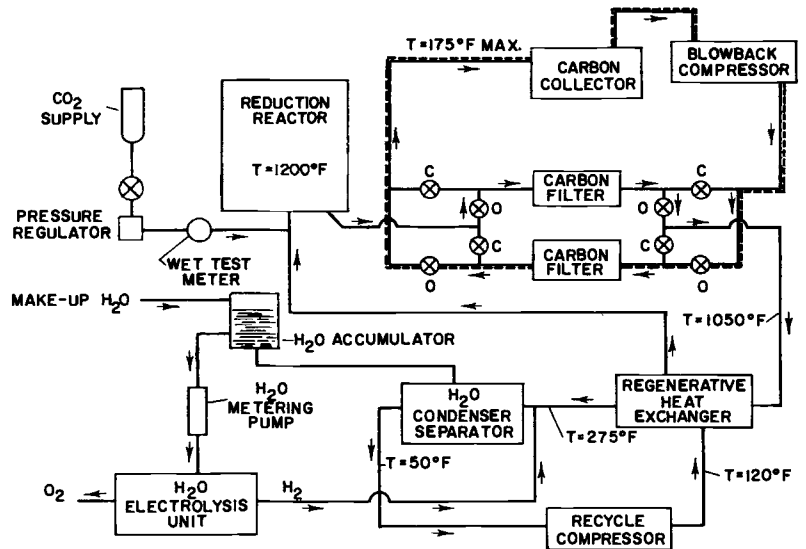 T=175°F MAX.
CARBON
COLLECTOR
BLOWBACK
COMPRESSOR
CO2
SUPPLY
REDUCTION
REACTOR
T=1200°F
C
C
CARBON
FILTER
O
O
PRESSURE
REGULATOR
C
C
CARBON
FILTER
WET TEST
METER
O
O
MAKE-UP H2O
H2O ACCUMULATOR
T=1050°F
H2O
METERING
PUMP
H2O
CONDENSER
SEPARATOR
REGENERATIVE
HEAT
EXCHANGER
T=275°F
T=50°F
T=120°F
O2
H2O
ELECTROLYSIS
UNIT
H2
RECYCLE
COMPRESSOR